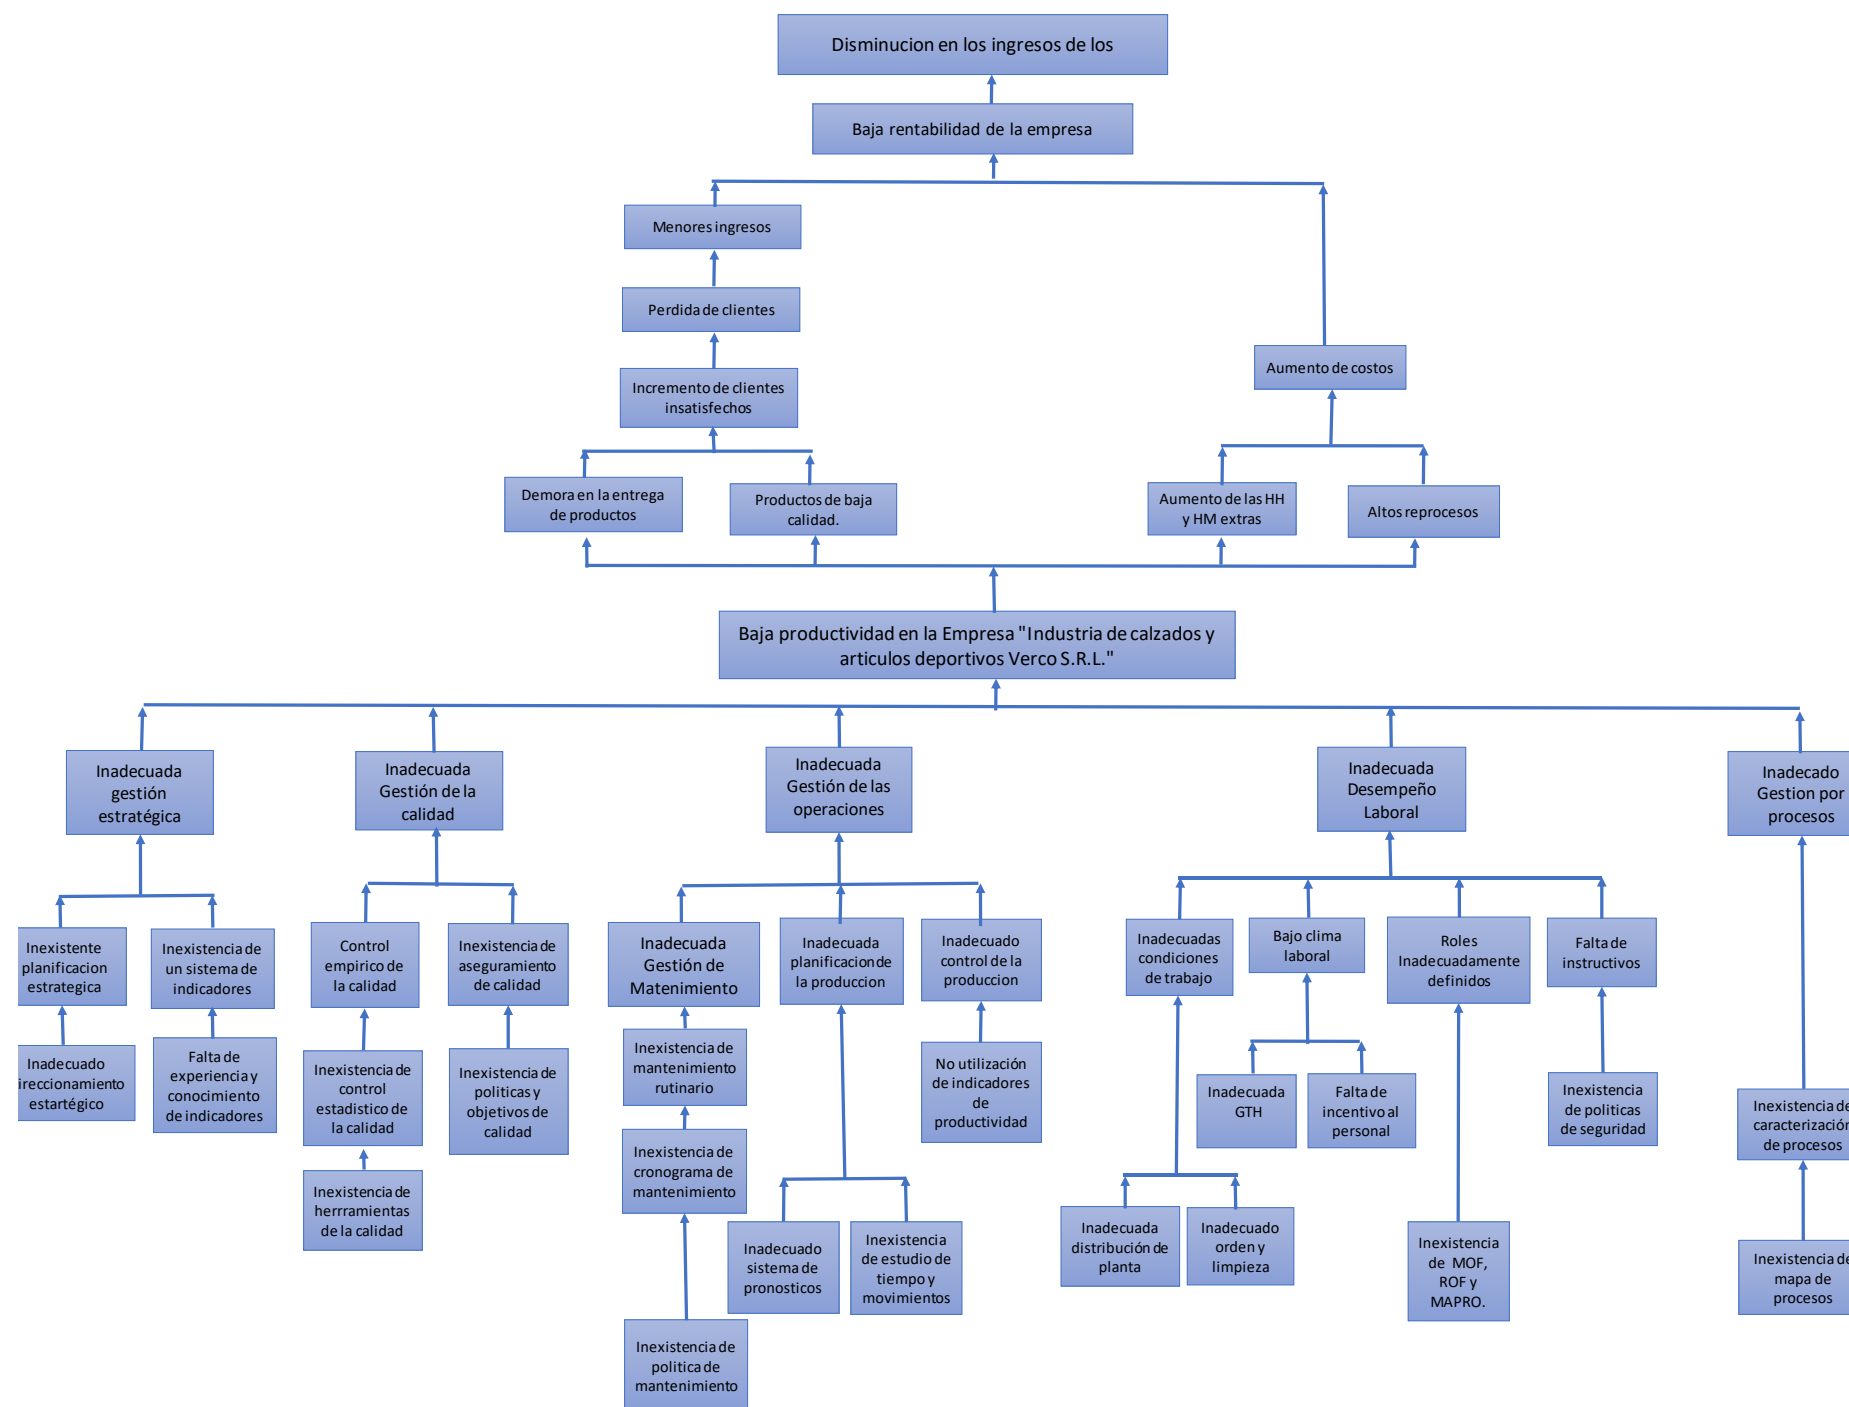 Disminucion en los ingresos de los
Baja rentabilidad de la empresa
Menores ingresos
Perdida de clientes
Aumento de costos
Incremento de clientes
insatisfechos
Demora en la entrega
de productos
Productos de baja
calidad.
Aumento de las HH
y HM extras
Altos reprocesos
Baja productividad en la Empresa "Industria de calzados y
articulos deportivos Verco S.R.L."
Inadecuada
gestión
estratégica
Inadecuada
Gestión de la
calidad
Inadecuada
Gestión de las
operaciones
Inadecuada
Desempeño
Laboral
Inadecado
Gestion por
procesos
Inexistente
planificacion
estrategica
Inexistencia de
un sistema de
indicadores
Control
empirico de
la calidad
Inexistencia de
aseguramiento
de calidad
Inadecuada
Gestión de
Matenimiento
Inadecuada
planificacion de
la produccion
Inadecuado
control de la
produccion
Inadecuadas
condiciones
de trabajo
Bajo clima
laboral
Roles
Inadecuadamente
definidos
Falta de
instructivos
Inadecuado
ireccionamiento
estartégico
Falta de
experiencia y
conocimiento
de indicadores
Inexistencia de
control
estadistico de
la calidad
Inexistencia de
politicas y
objetivos de
calidad
Inexistencia de
mantenimiento
rutinario
No utilización
de indicadores
de
productividad
Inadecuada
GTH
Falta de
incentivo al
personal
Inexistencia
de politicas
de seguridad
Inexistencia de
caracterización
de procesos
Inexistencia de
herrramientas
de la calidad
Inexistencia de
cronograma de
mantenimiento
Inadecuado
sistema de
pronosticos
Inexistencia
de estudio de
tiempo y
movimientos
Inadecuada
distribución de
planta
Inadecuado
orden y
limpieza
Inexistencia
de MOF,
ROF y
MAPRO.
Inexistencia de
mapa de
procesos
Inexistencia de
politica de
mantenimiento